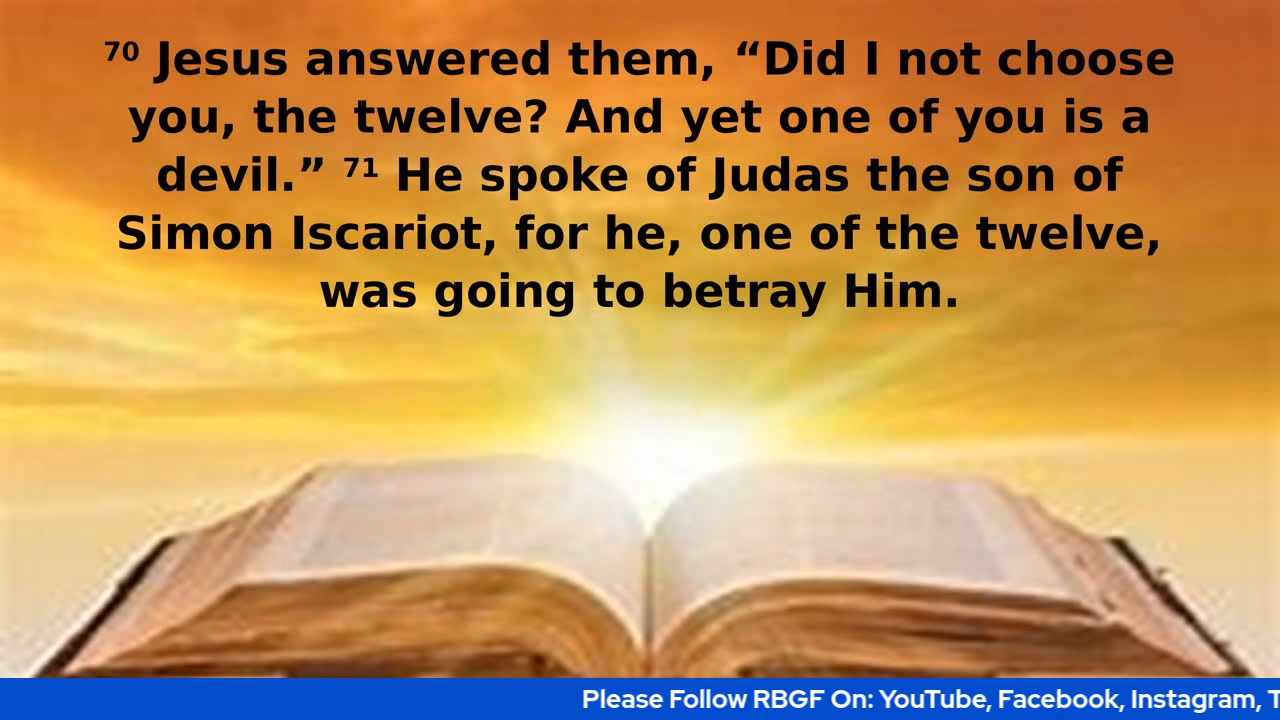 ⁷⁰ Jesus answered them, “Did I not choose
you, the twelve? And yet one of you is a
devil.” ⁷¹ He spoke of Judas the son of
Simon Iscariot, for he, one of the twelve,
was going to betray Him.
Please Follow RBGF On: YouTube, Facebook, Instagram, T